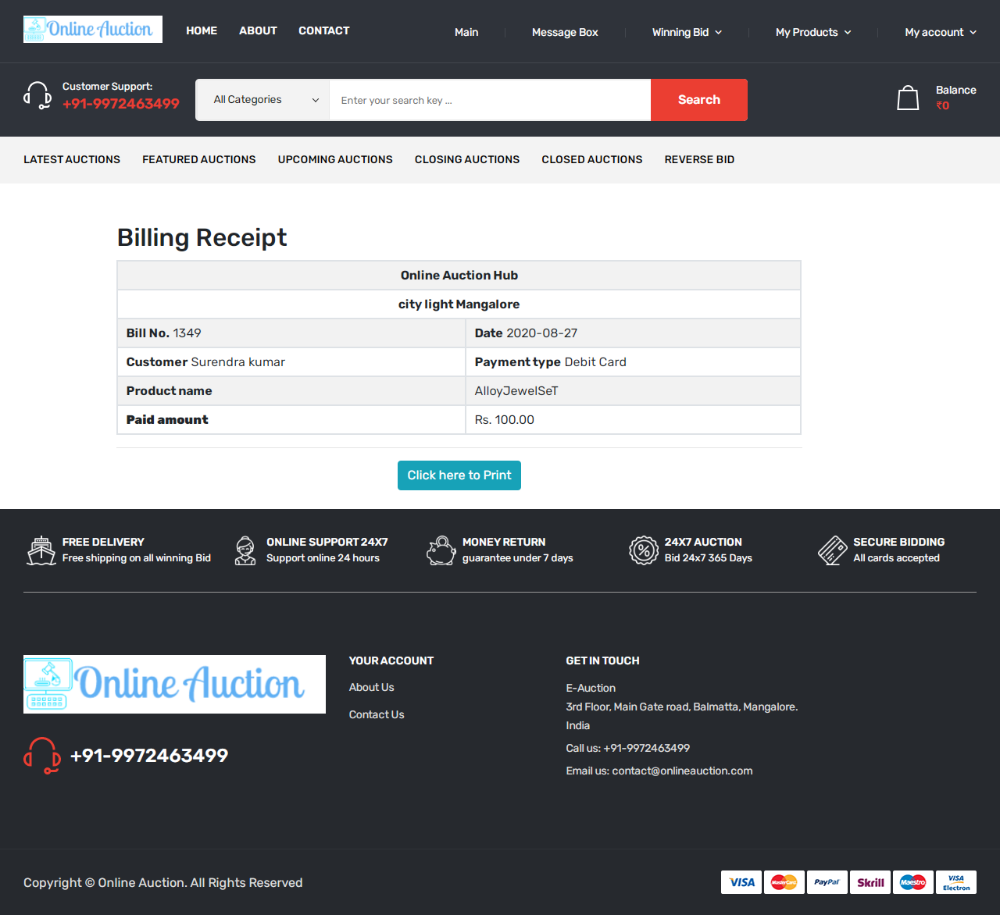 Online Auction
HOME ABOUT CONTACT
Main Message Box Winning Bid My Products My account
Customer Support:
+91-9972463499
All Categories Enter your search key ... Search
Balance
₹0
LATEST AUCTIONS FEATURED AUCTIONS UPCOMING AUCTIONS CLOSING AUCTIONS CLOSED AUCTIONS REVERSE BID
Billing Receipt
Online Auction Hub
city light Mangalore
Bill No. 1349 Date 2020-08-27
Customer Surendra kumar Payment type Debit Card
Product name AlloyJewelSeT
Paid amount Rs. 100.00
Click here to Print
FREE DELIVERY
Free shipping on all winning Bid
ONLINE SUPPORT 24X7
Support online 24 hours
MONEY RETURN
guarantee under 7 days
24X7 AUCTION
Bid 24x7 365 Days
SECURE BIDDING
All cards accepted
Online Auction
+91-9972463499
YOUR ACCOUNT
About Us
Contact Us
GET IN TOUCH
E-Auction
3rd Floor, Main Gate road, Balmatta, Mangalore.
India
Call us: +91-9972463499
Email us: contact@onlineauction.com
Copyright © Online Auction. All Rights Reserved
VISA MasterCard PayPal Skrill Maestro VISA Electron